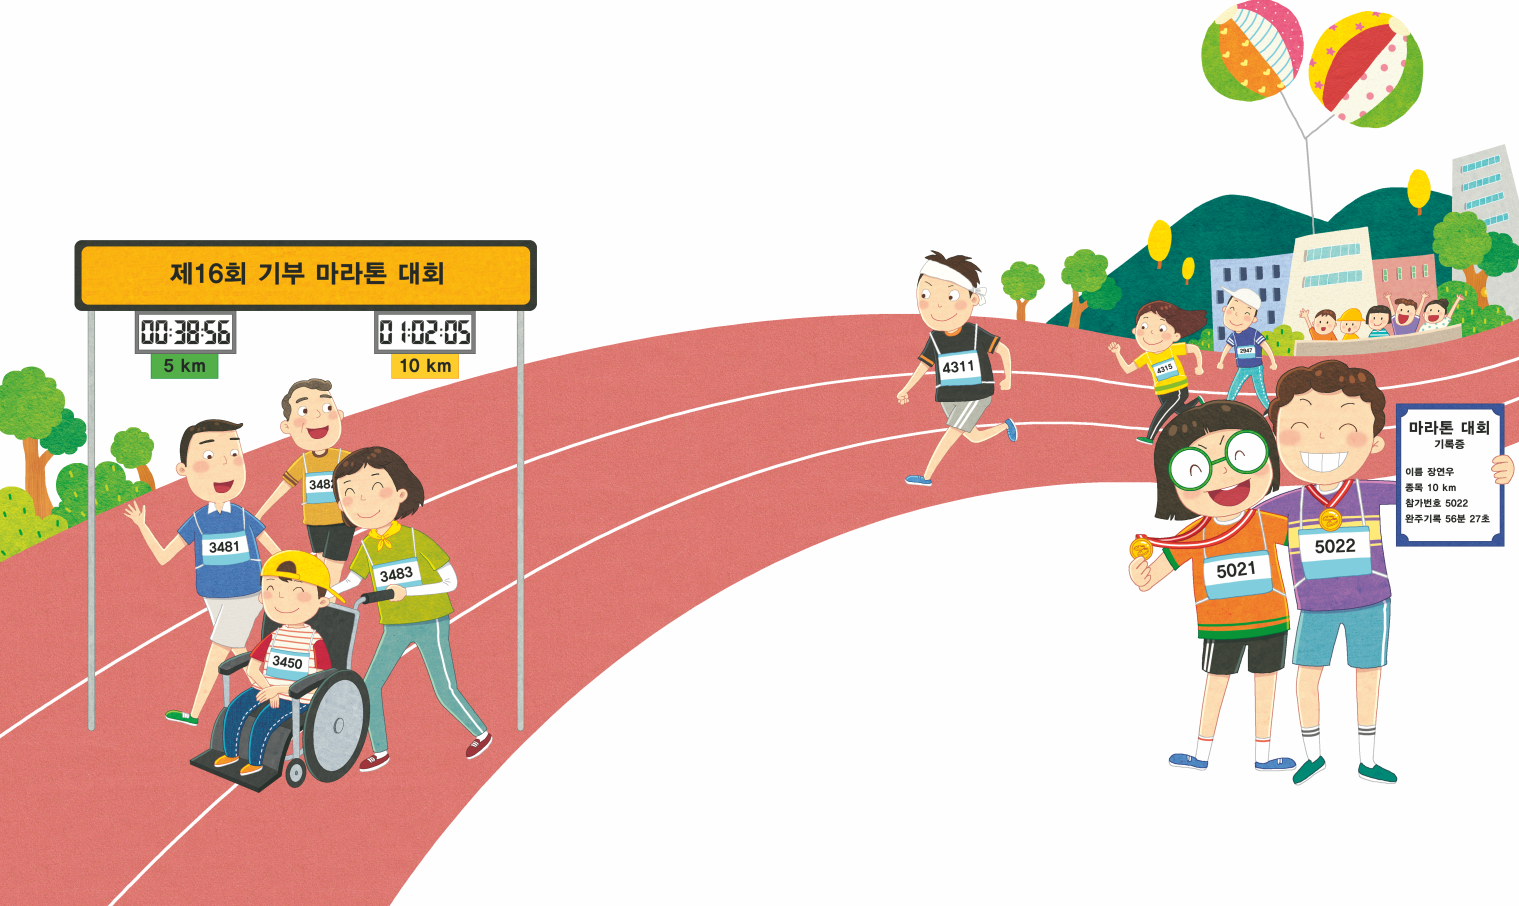 제16회 기부 마라톤 대회
00:38:56
01:02:05
5 km
10 km
3481
3482
3483
3450
4311
4315
2947
5021
5022
마라톤 대회
기록증
이름 장연우
종목 10 km
참가번호 5022
완주기록 56분 27초